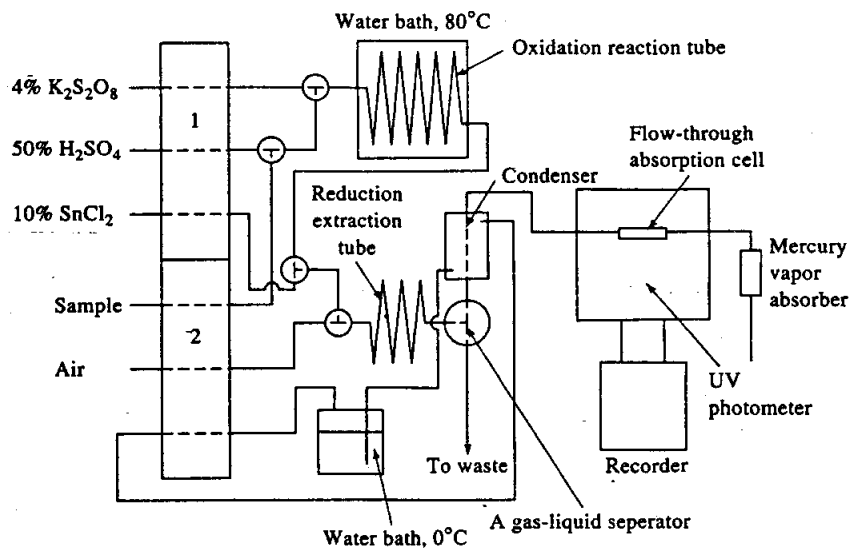 Water bath, 80°C
Oxidation reaction tube
4% K₂S₂O₈
1
50% H₂SO₄
Flow-through
absorption cell
Condenser
Reduction
extraction
tube
10% SnCl₂
Mercury
vapor
absorber
Sample
2
Air
UV
photometer
To waste
Recorder
A gas-liquid seperator
Water bath, 0°C